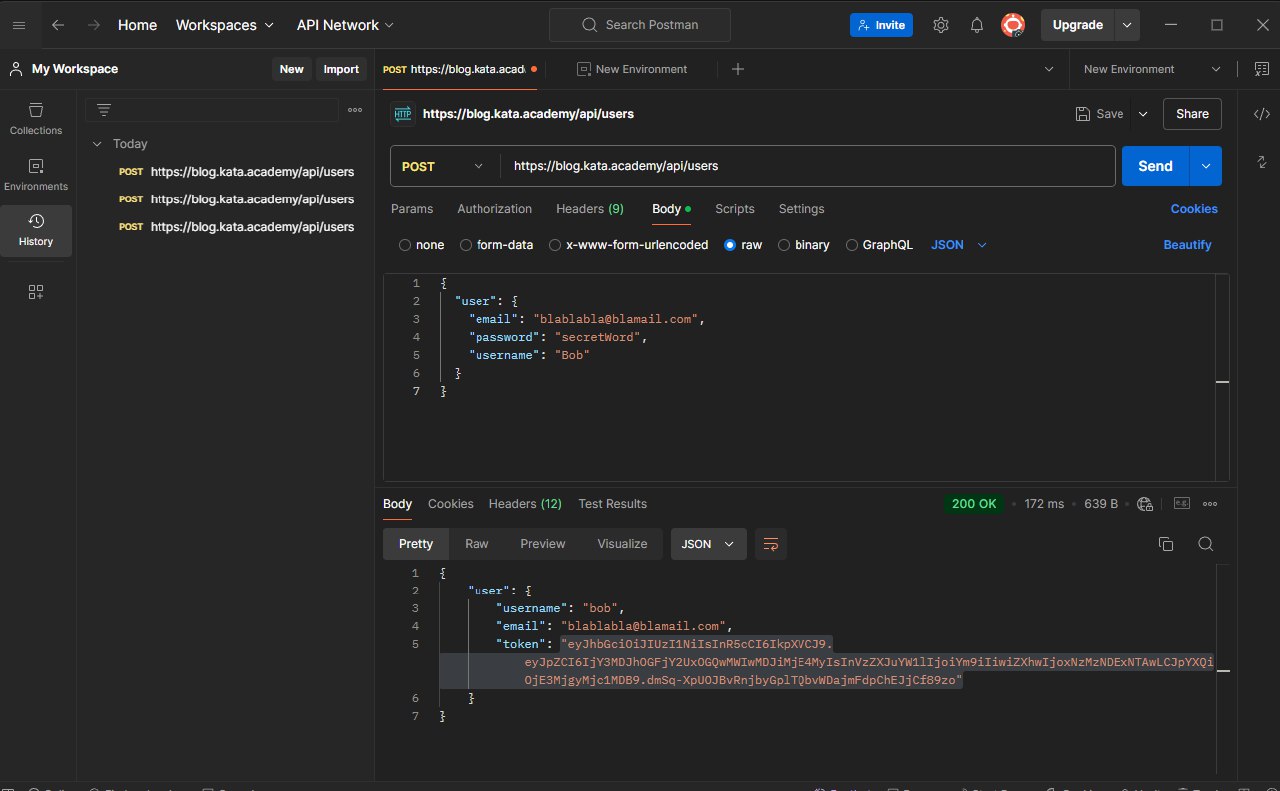 Home Workspaces API Network Search Postman Invite Upgrade
My Workspace New Import POST https://blog.kata.acad New Environment New Environment
Collections
Environments
History
Today
POST https://blog.kata.academy/api/users
POST https://blog.kata.academy/api/users
POST https://blog.kata.academy/api/users
HTTP https://blog.kata.academy/api/users Save Share
POST https://blog.kata.academy/api/users Send
Params Authorization Headers (9) Body Scripts Settings Cookies
none form-data x-www-form-urlencoded raw binary GraphQL JSON Beautify
1 {
2 "user": {
3 "email": "blablabla@blamail.com",
4 "password": "secretWord",
5 "username": "Bob"
6 }
7 }
Body Cookies Headers (12) Test Results 200 OK 172 ms 639 B e.g.
Pretty Raw Preview Visualize JSON
1 {
2 "user": {
3 "username": "bob",
4 "email": "blablabla@blamail.com",
5 "token": "eyJhbGciOiJIUzI1NiIsInR5cCI6IkpXVCJ9.
eyJpZCI6IjY3MDJhOGFjY2UxOGQwMWIwMDJiMjE4MyIsInVzZXJuYW1lIjoiYm9iIiwiZXhwIjoxNzMzNDExNTAwLCJpYXQi
OjE3MjgyMjc1MDB9.dmSq-XpUOJBvRnjbyGplTQbvWDajmFdpChEJjCf89zo"
6 }
7 }